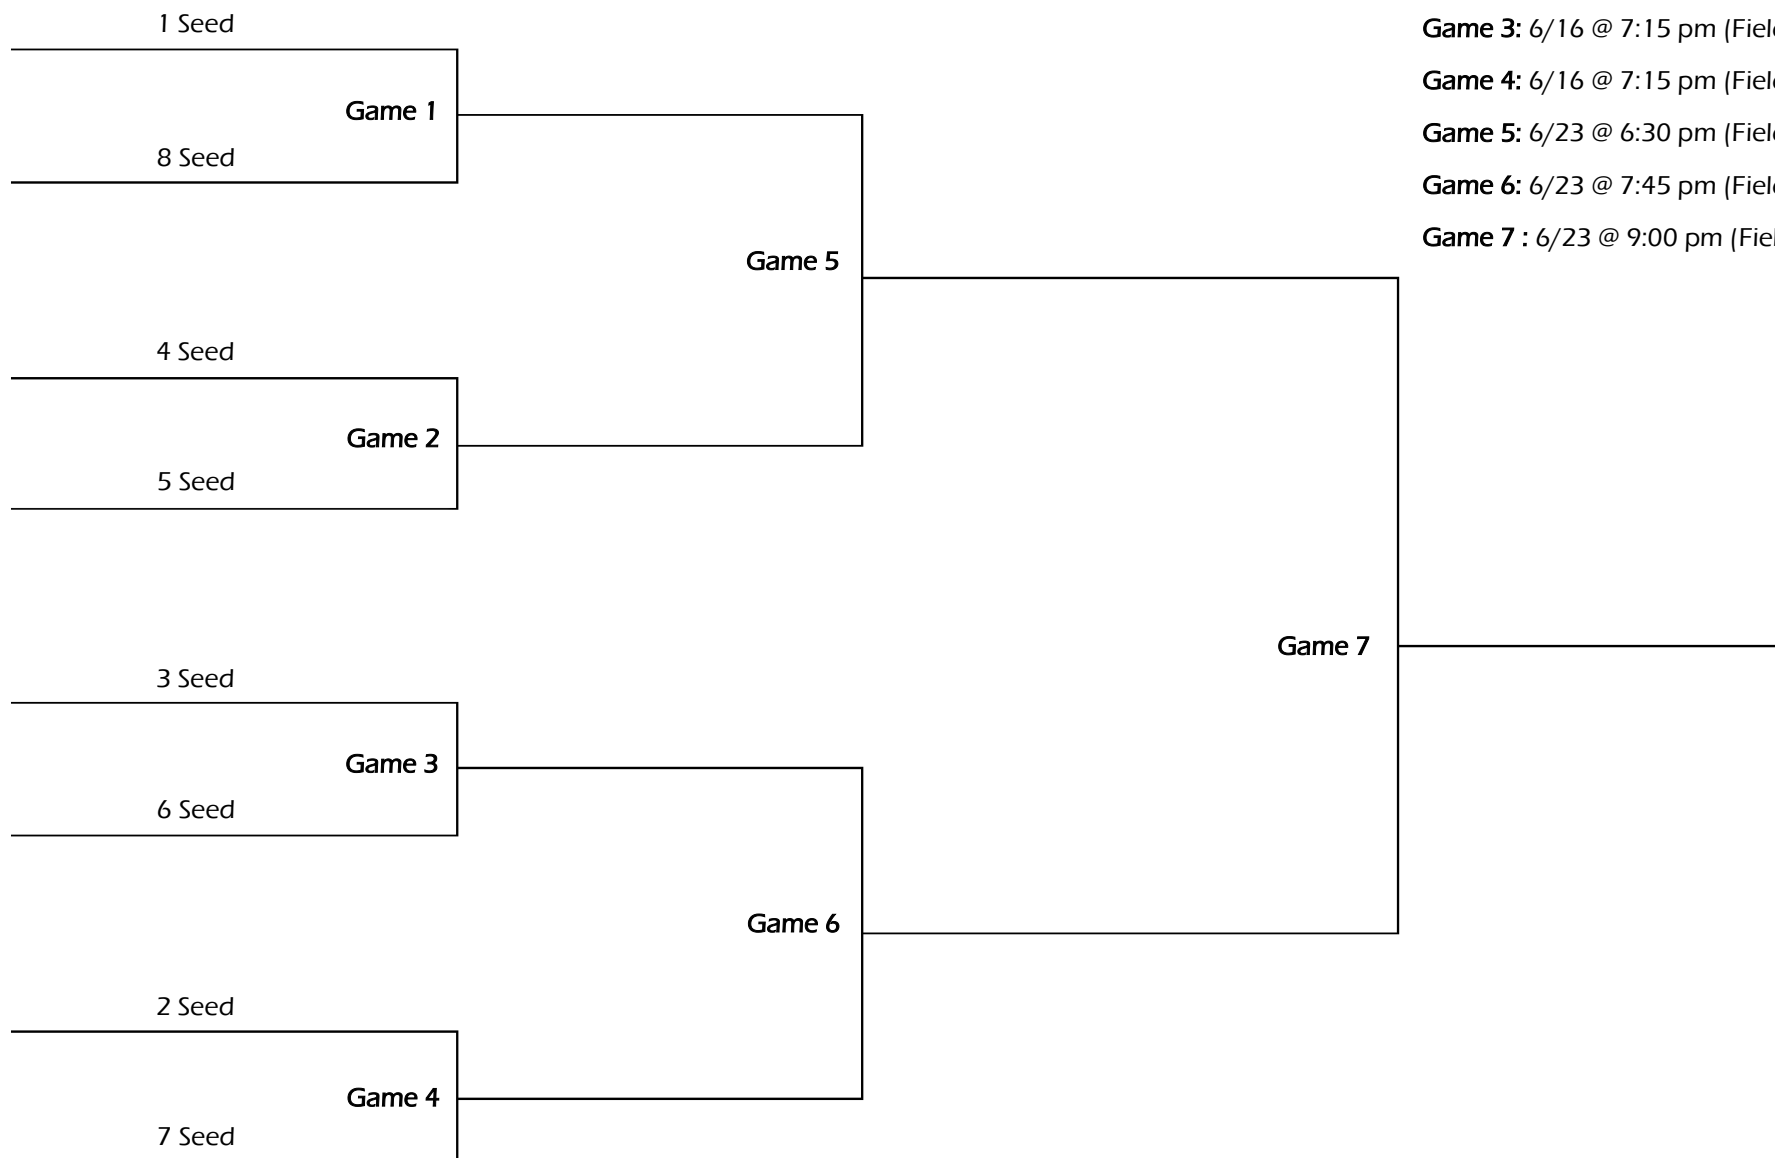 1 Seed
Game 3: 6/16 @ 7:15 pm
Game 4: 6/16 @ 7:15 pm
Game 1
Game 5: 6/23 @ 6:30 pm
8 Seed
Game 6: 6/23 @ 7:45 pm
Game 7 : 6/23 @ 9:00 pm
Game 5
4 Seed
Game 2
5 Seed
Game 7
3 Seed
Game 3
6 Seed
Game 6
2 Seed
Game 4
7 Seed